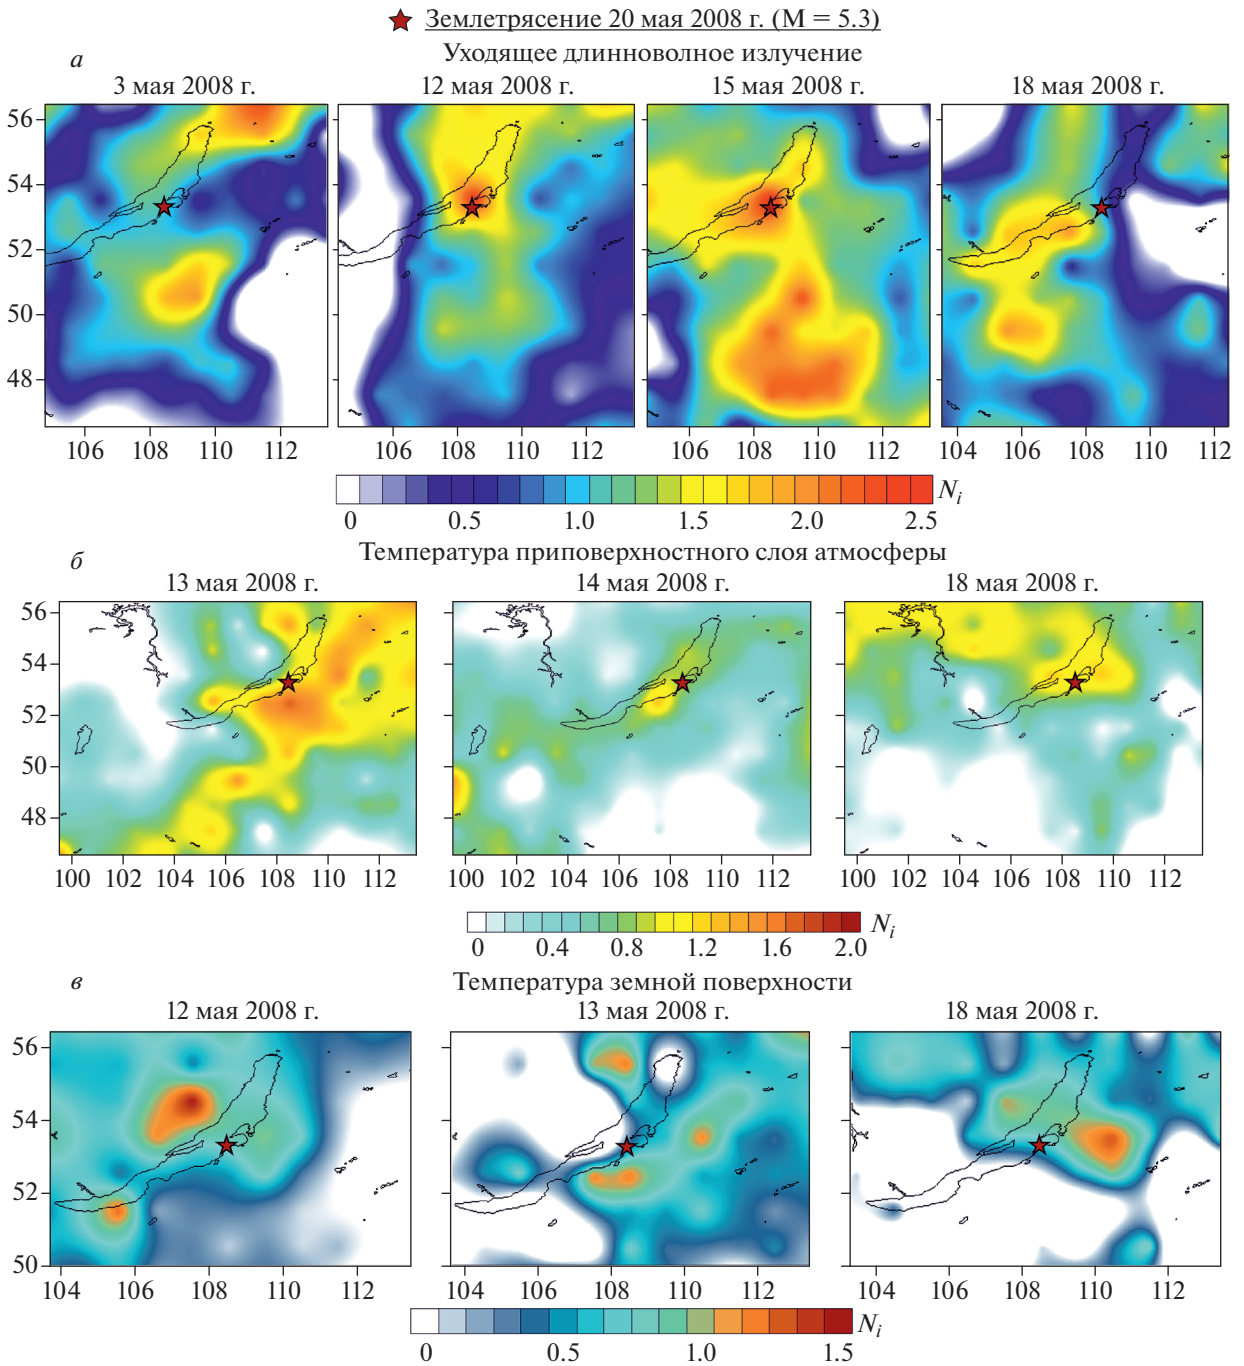 Землетрясение 20 мая 2008 г. (M = 5.3)
а
Уходящее длинноволное излучение
3 мая 2008 г. 12 мая 2008 г. 15 мая 2008 г. 18 мая 2008 г.
56
54
52
50
48
106 108 110 112 106 108 110 112 106 108 110 112 104 106 108 110 112
0 0.5 1.0 1.5 2.0 2.5 Ni
б
Температура приповерхностного слоя атмосферы
13 мая 2008 г. 14 мая 2008 г. 18 мая 2008 г.
56
54
52
50
48
100 102 104 106 108 110 112 100 102 104 106 108 110 112 100 102 104 106 108 110 112
0 0.4 0.8 1.2 1.6 2.0 Ni
в
Температура земной поверхности
12 мая 2008 г. 13 мая 2008 г. 18 мая 2008 г.
56
54
52
50
104 106 108 110 112 104 106 108 110 112 104 106 108 110 112
0 0.5 1.0 1.5 Ni